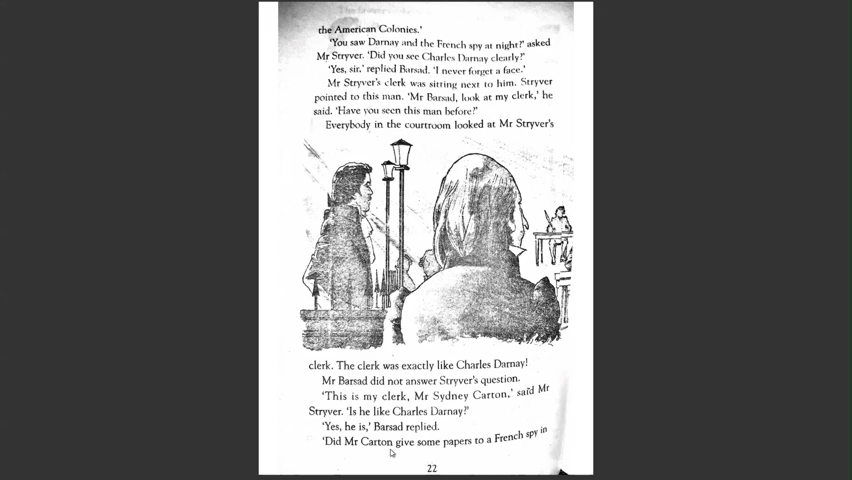 the American Colonies.'
'You saw Darnay and the French spy at night?' asked
Mr Stryver. 'Did you see Charles Darnay clearly?'
'Yes, sir,' replied Barsad. 'I never forget a face.'
Mr Stryver's clerk was sitting next to him. Stryver
pointed to this man. 'Mr Barsad, look at my clerk,' he
said. 'Have you seen this man before?'
Everybody in the courtroom looked at Mr Stryver's
clerk. The clerk was exactly like Charles Darnay!
Mr Barsad did not answer Stryver's question.
'This is my clerk, Mr Sydney Carton,' said Mr
Stryver. 'Is he like Charles Darnay?'
'Yes, he is,' Barsad replied.
'Did Mr Carton give some papers to a French spy in
22